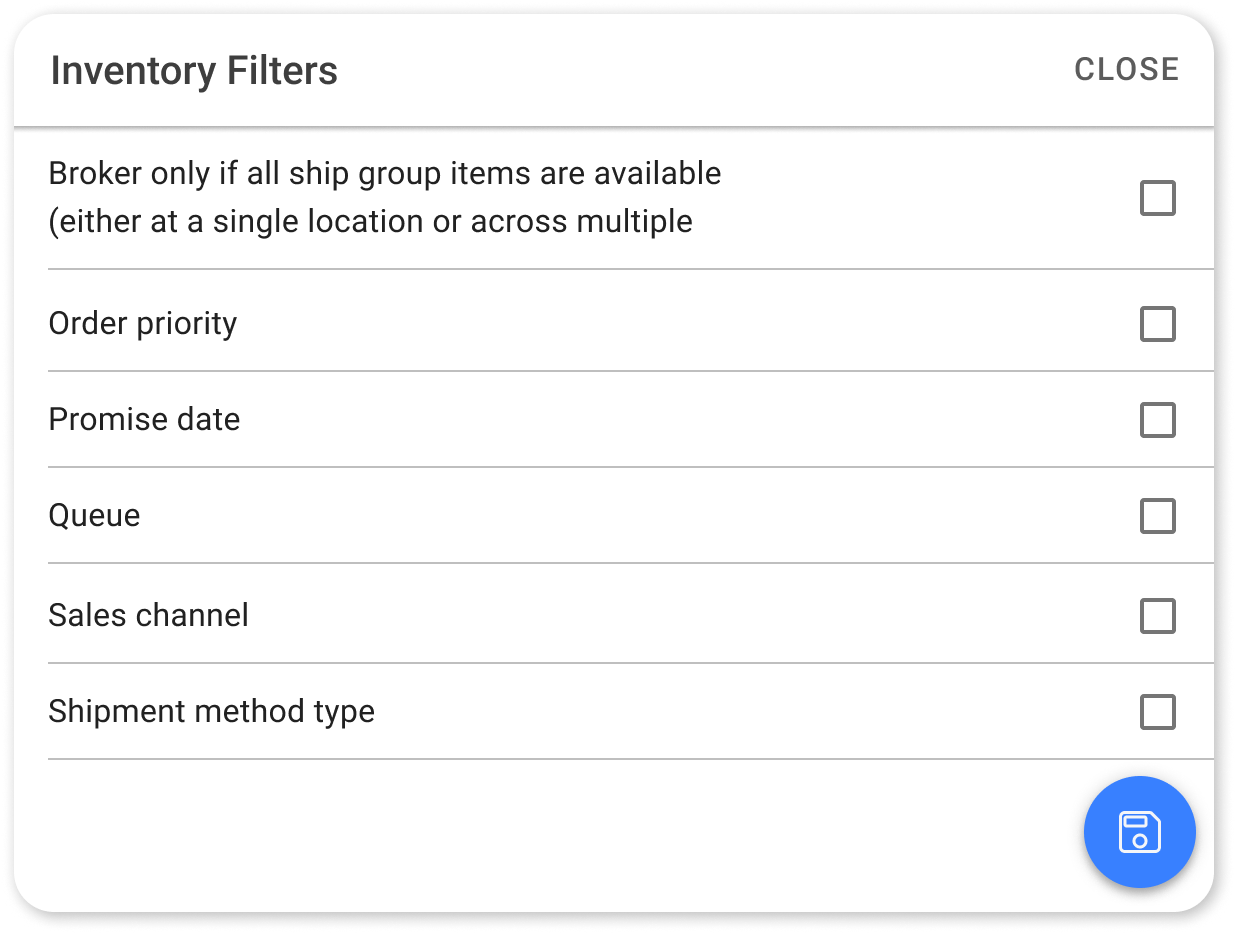 Inventory Filters
CLOSE
Broker only if all ship group items are available
(either at a single location or across multiple
Order priority
Promise date
Queue
Sales channel
Shipment method type